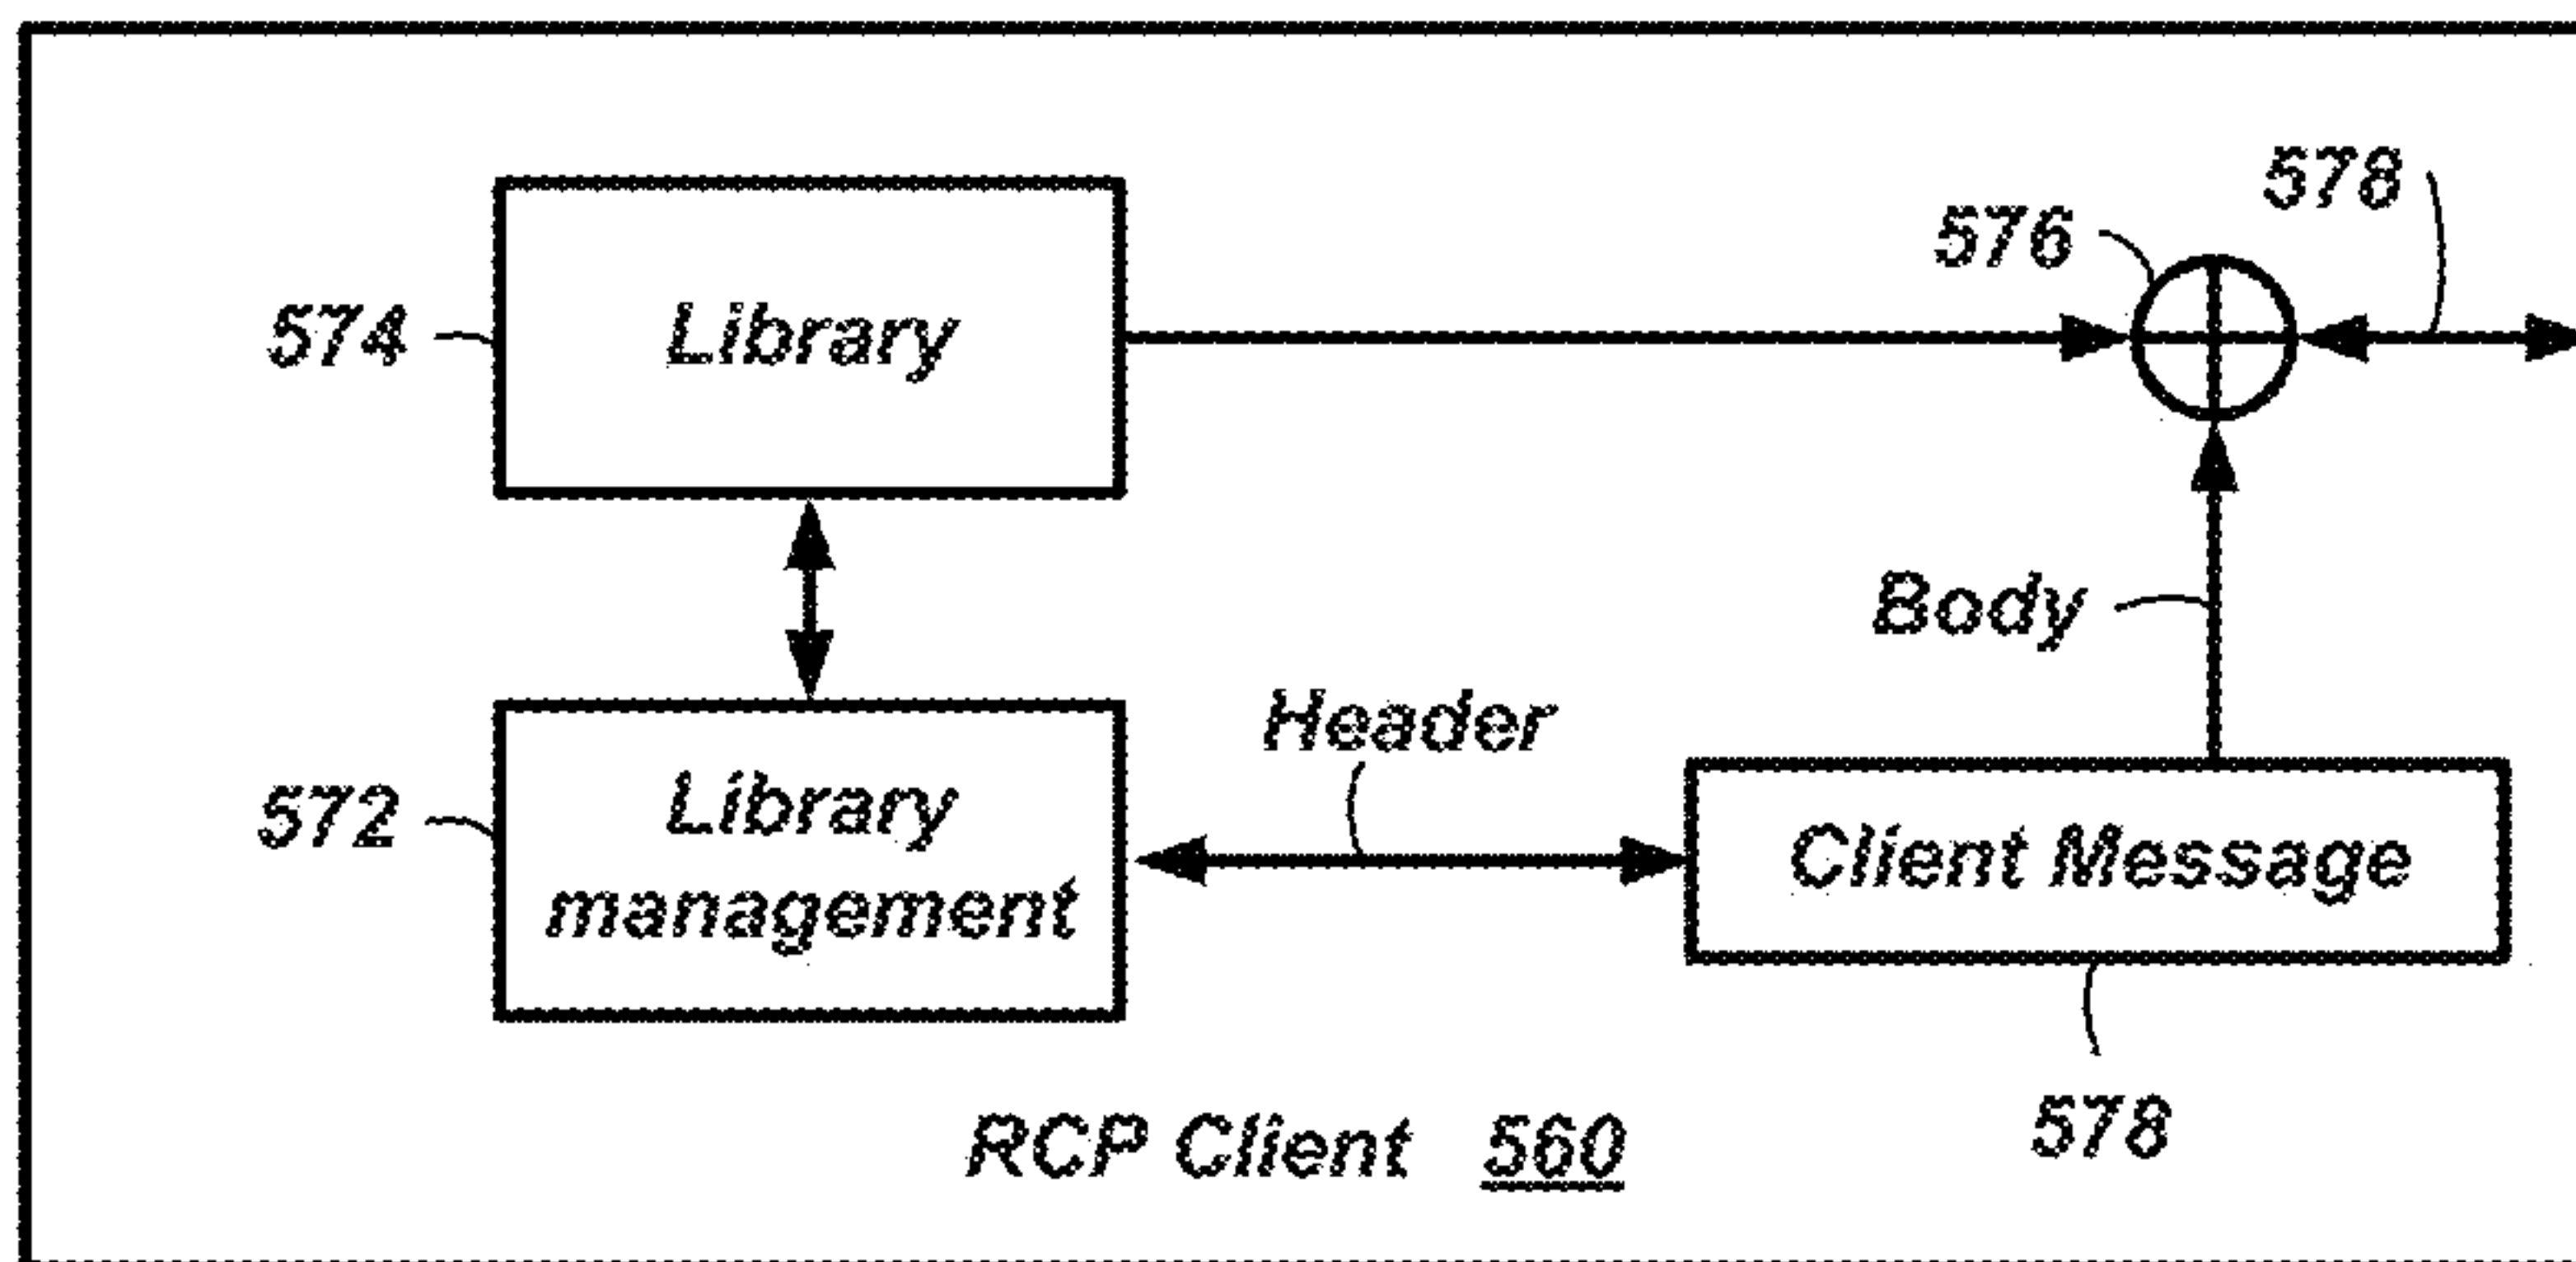 578
576
574
Library
Body
Header
572
Library
management
Client Message
578
RCP Client 560